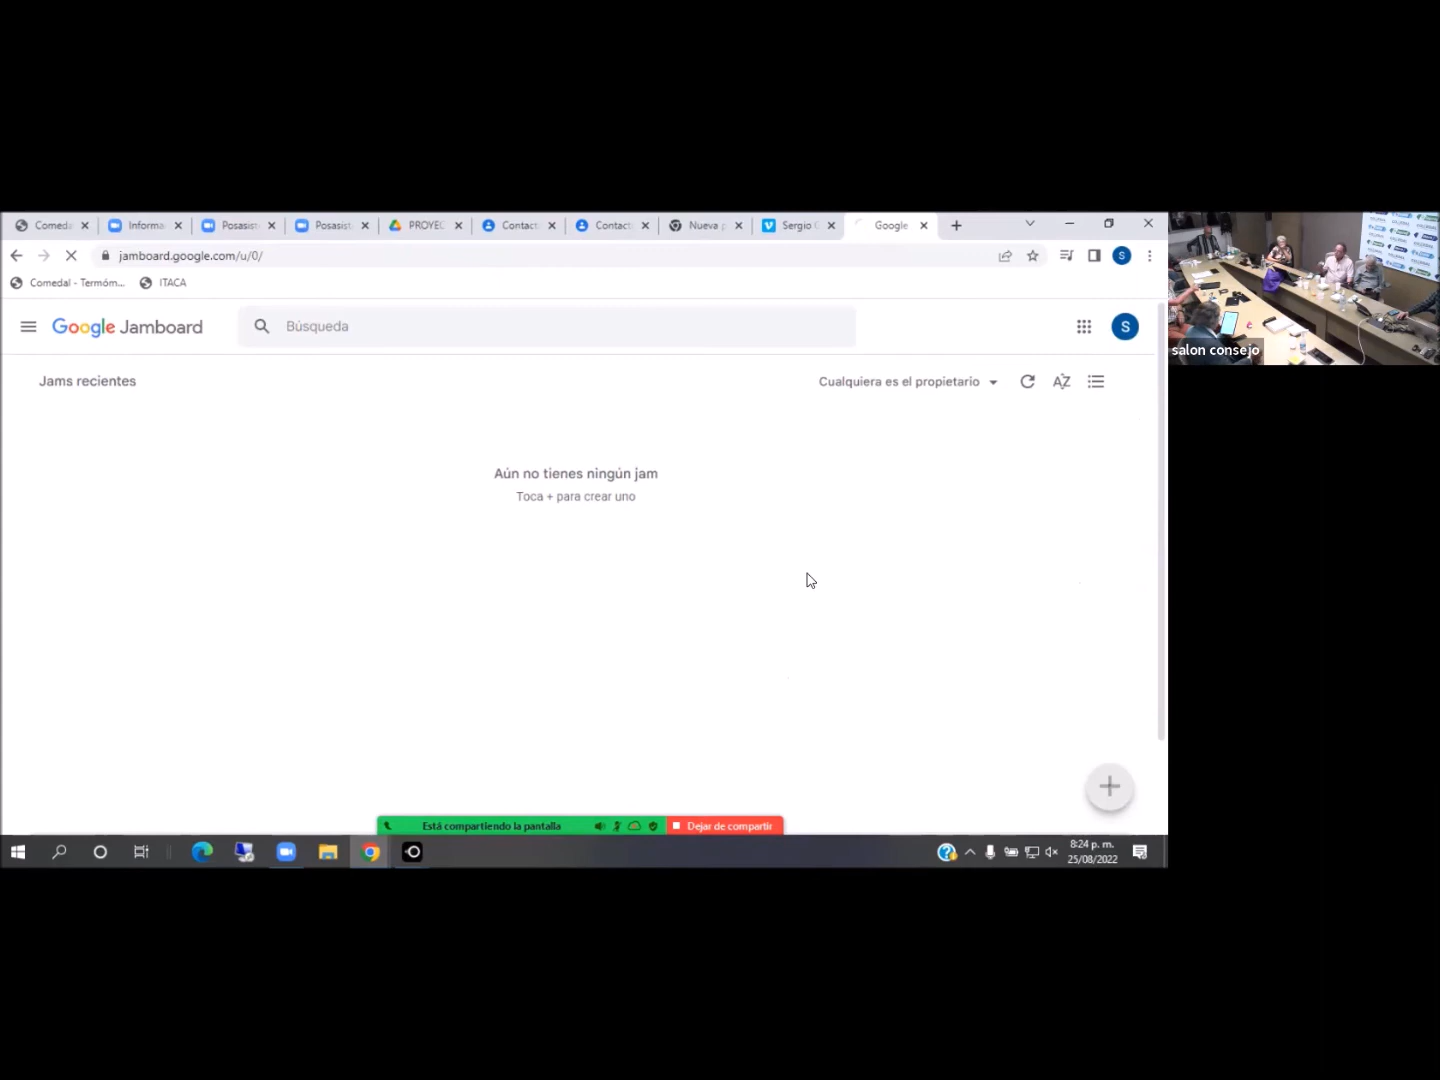 Comeda
Informa
Posasist
Posasist
PROYEC
Contact
Contact
Nueva p
Sergio
Google
jamboard.google.com/u/0/
S
Comedal - Termóm...
ITACA
Google Jamboard
Búsqueda
S
Jams recientes
Cualquiera es el propietario
AZ
Aún no tienes ningún jam
Toca + para crear uno
salon consejo
Está compartiendo la pantalla
Dejar de compartir
8:24 p. m.
25/08/2022